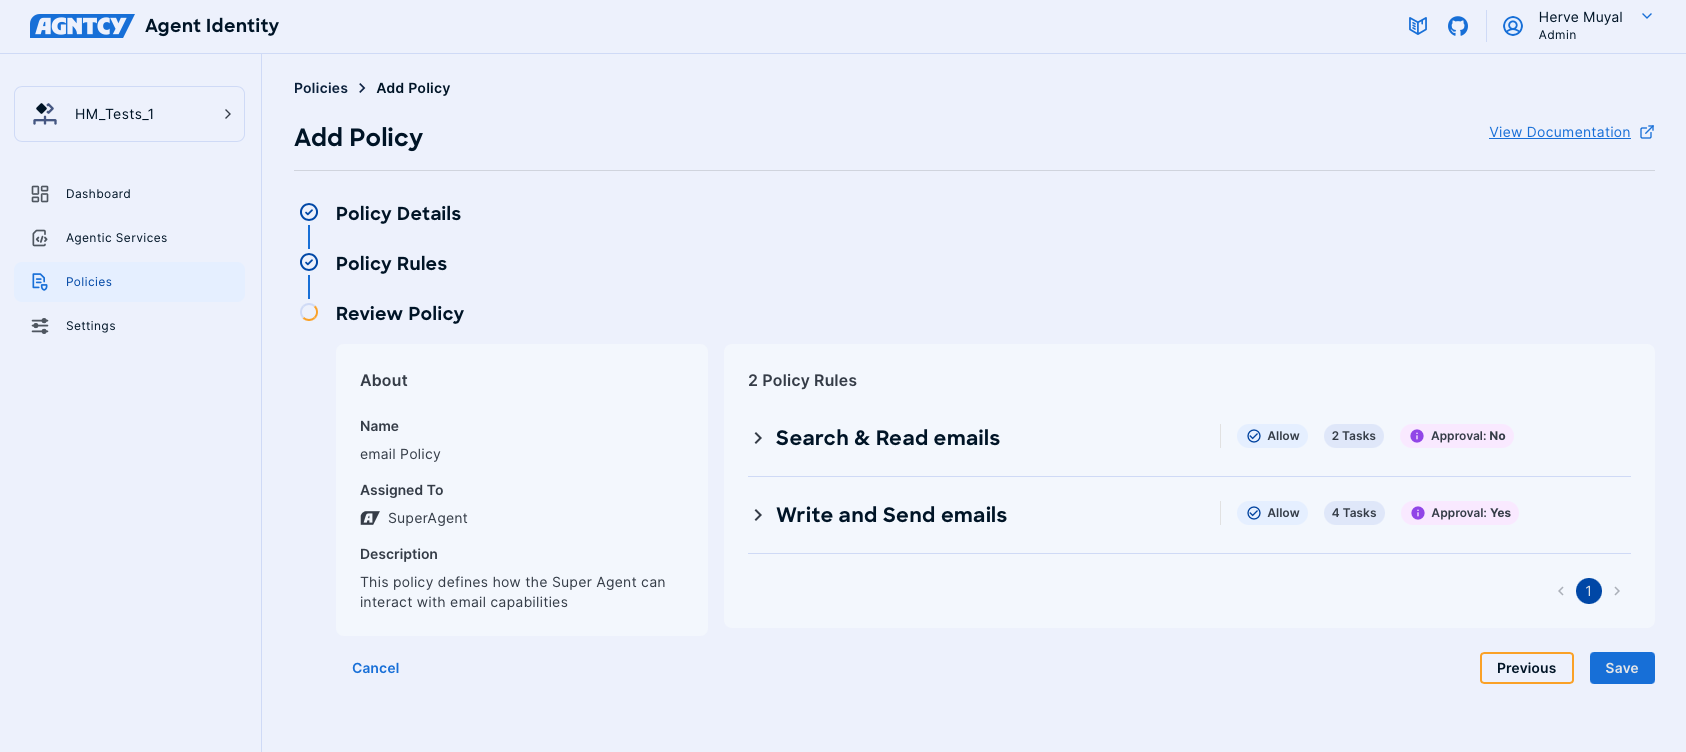 AGNTCY Agent Identity
Herve Muyal
Admin
HM_Tests_1
Dashboard
Agentic Services
Policies
Settings
Policies > Add Policy
Add Policy
View Documentation
Policy Details
Policy Rules
Review Policy
About
Name
email Policy
Assigned To
SuperAgent
Description
This policy defines how the Super Agent can
interact with email capabilities
2 Policy Rules
Search & Read emails
Allow
2 Tasks
Approval: No
Write and Send emails
Allow
4 Tasks
Approval: Yes
1
Cancel
Previous
Save